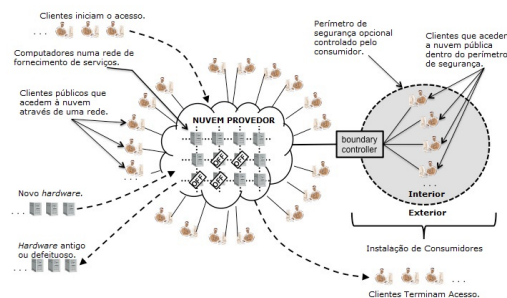 Clientes iniciam o acesso.
...
Computadores numa rede de
fornecimento de serviços.
Clientes públicos que
acedem à nuvem
através de uma rede.
...
Novo hardware.
...
Hardware antigo
ou defeituoso.
...
NUVEM PROVEDOR
OFF
OFF
OFF
OFF
Perímetro de
segurança opcional
controlado pelo
consumidor.
Clientes que acedem
a nuvem pública
dentro do perímetro
de segurança.
boundary
controller
...
Interior
Exterior
Instalação de Consumidores
...
Clientes Terminam Acesso.